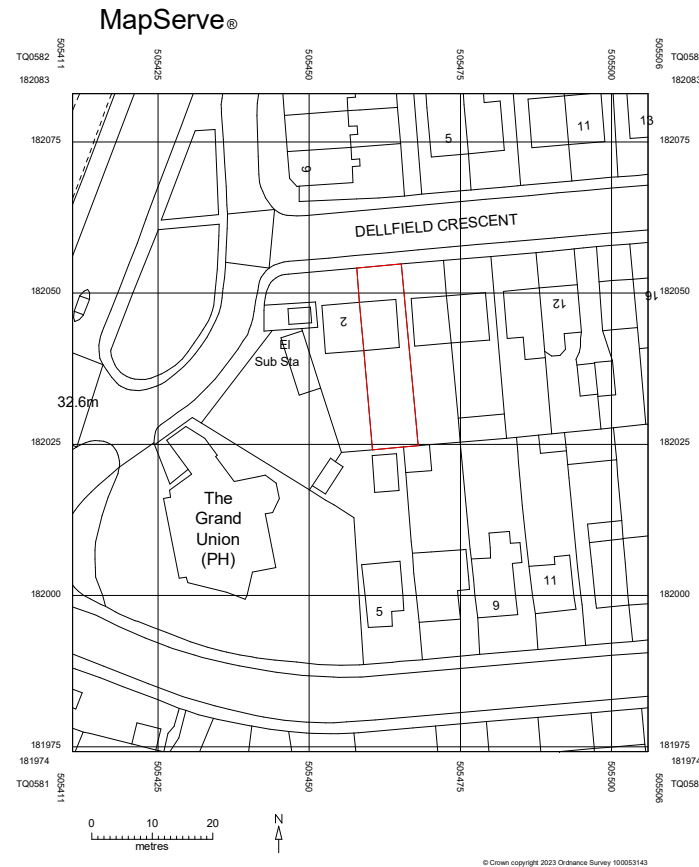 MapServe®
505411
505425
505450
505475
505500
505506
TQ0582
TQ058
182083
182083
182075
182075
5
11
13
9
DELLFIELD CRESCENT
182050
182050
2
12
16
El
Sub Sta
32.6m
182025
182025
The
Grand
Union
(PH)
182000
182000
5
9
11
181975
181975
181974
181974
TQ0581
TQ058
505411
505425
505450
505475
505500
505506
0 10 20
metres
N
© Crown copyright 2023 Ordnance Survey 100053143